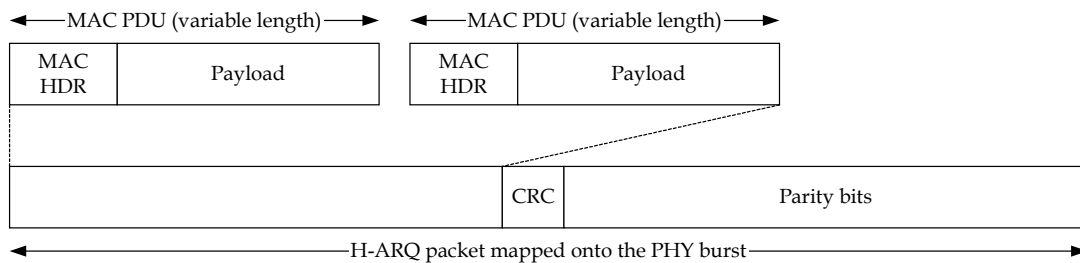 MAC PDU (variable length) MAC PDU (variable length)
MAC HDR Payload MAC HDR Payload
CRC Parity bits
H-ARQ packet mapped onto the PHY burst